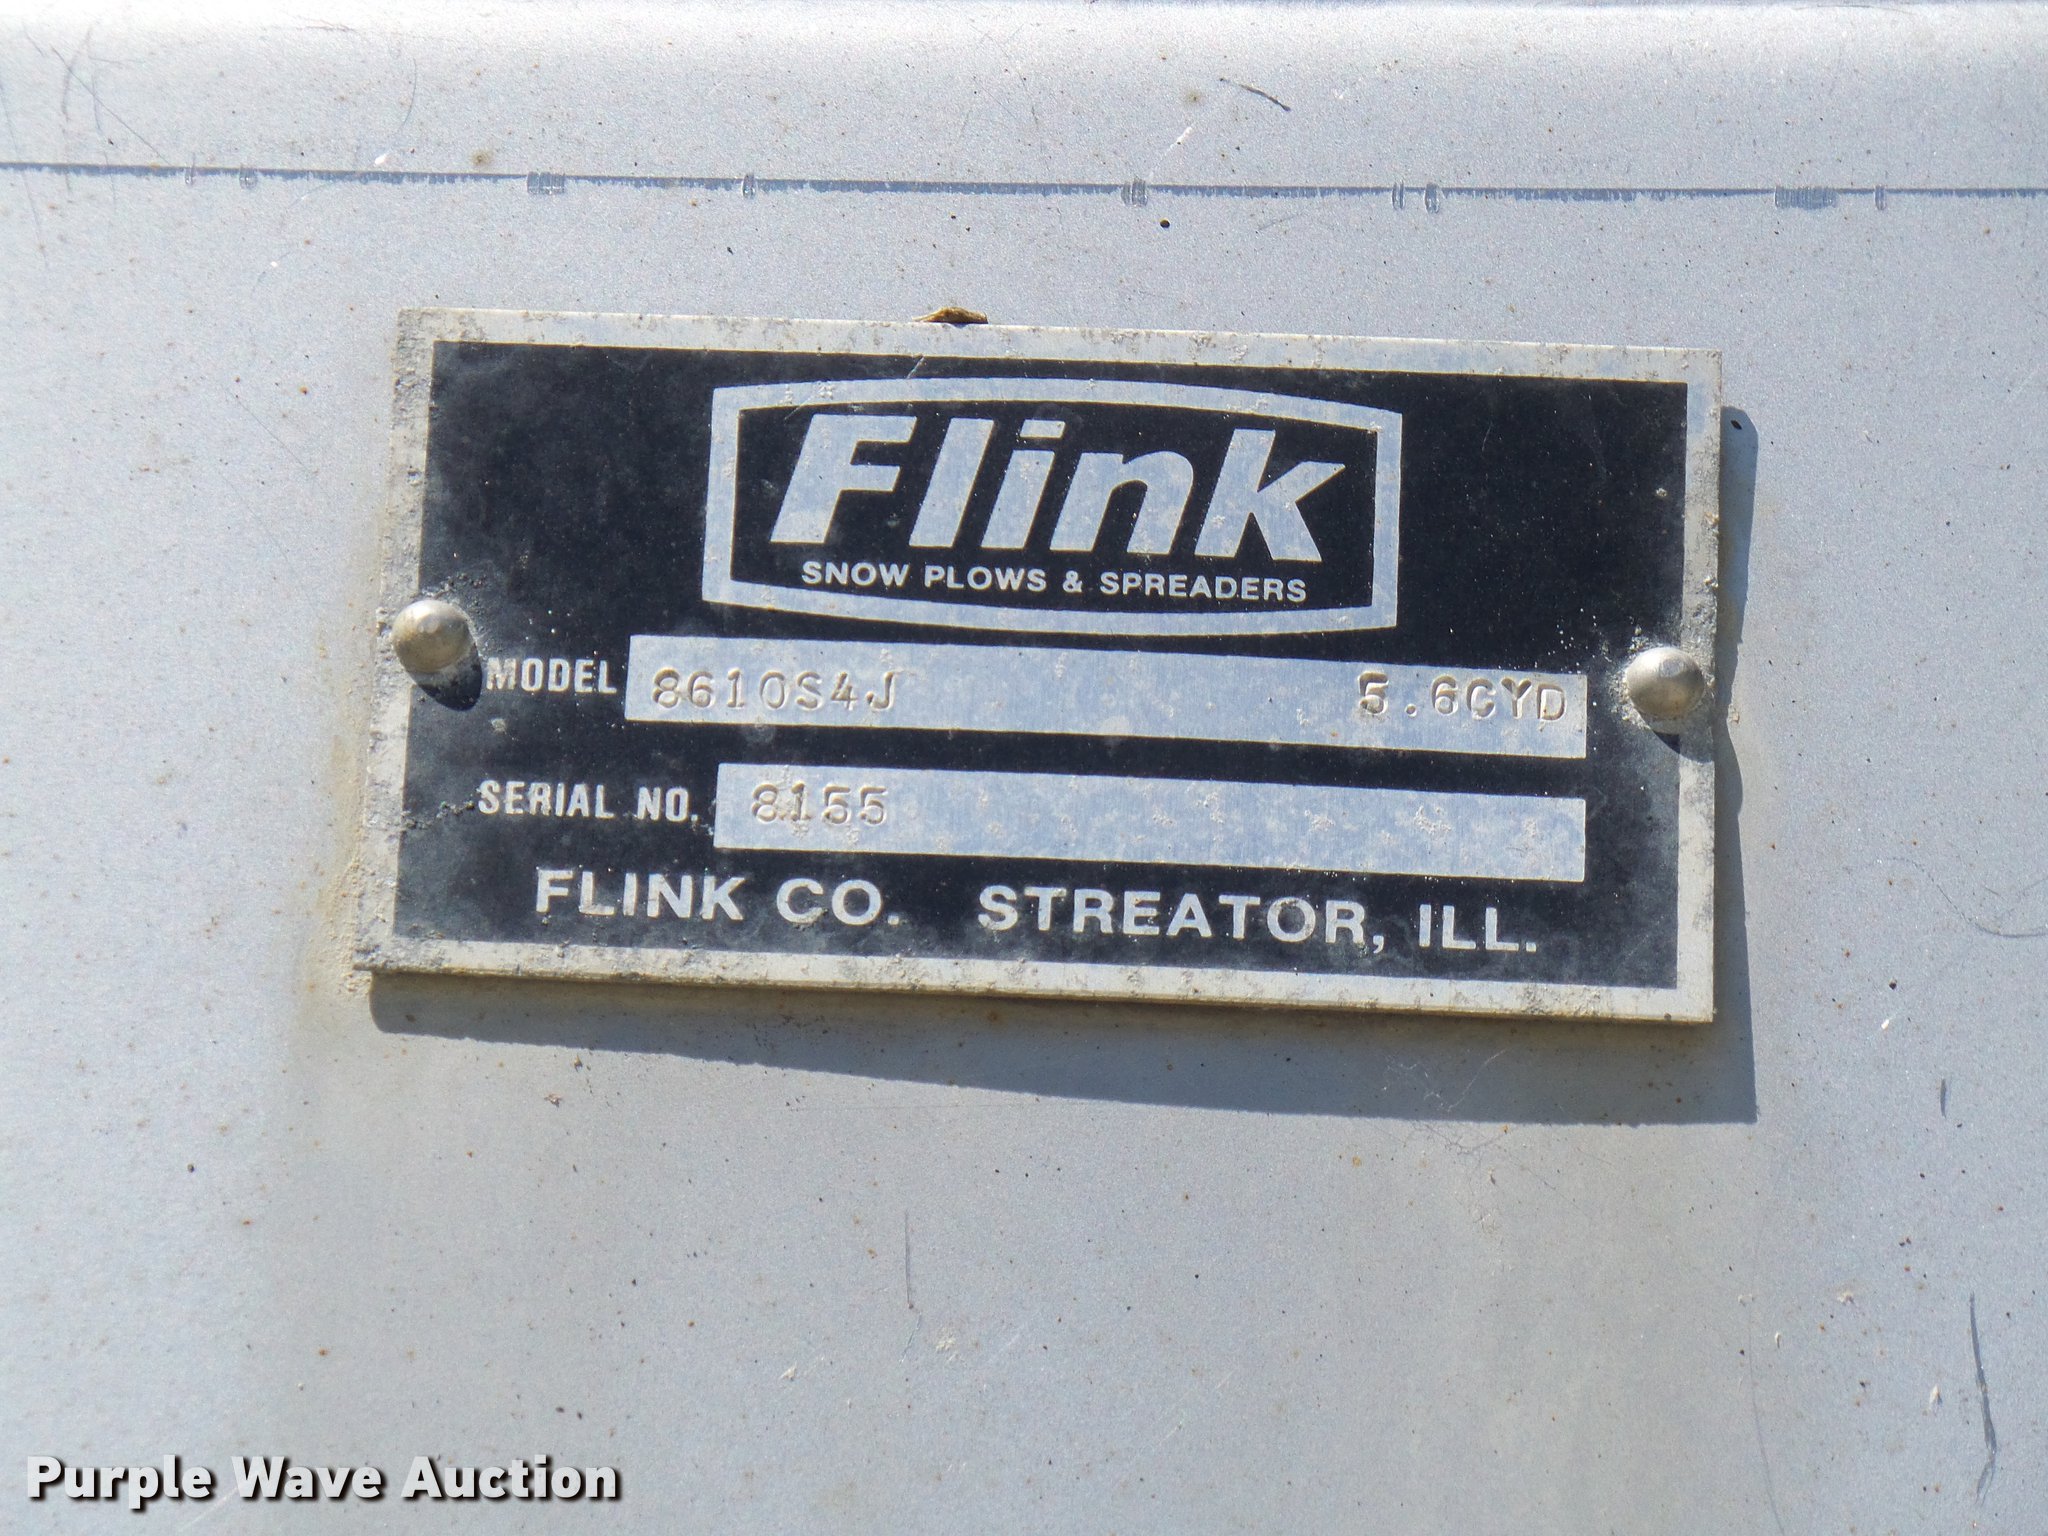 Flink
SNOW PLOWS & SPREADERS
MODEL 8610S4J 5.6CYD
SERIAL NO. 8155
FLINK CO. STREATOR, ILL.
Purple Wave Auction